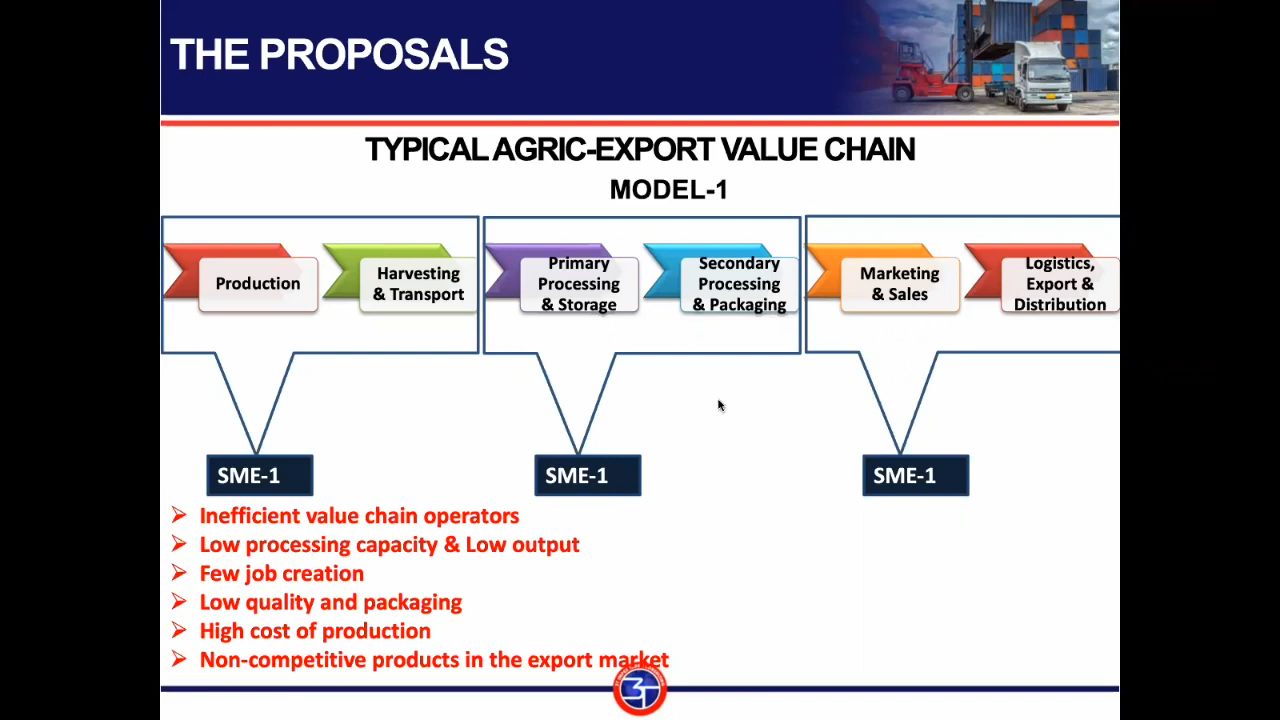 THE PROPOSALS
TYPICAL AGRIC-EXPORT VALUE CHAIN
MODEL-1
Production
Harvesting
& Transport
Primary
Processing
& Storage
Secondary
Processing
& Packaging
Marketing
& Sales
Logistics,
Export &
Distribution
SME-1
SME-1
SME-1
Inefficient value chain operators
Low processing capacity & Low output
Few job creation
Low quality and packaging
High cost of production
Non-competitive products in the export market
3T